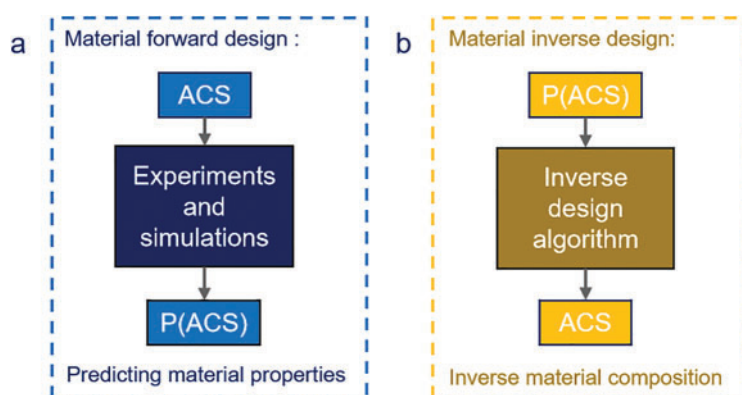 a
Material forward design :
ACS
Experiments
and
simulations
P(ACS)
Predicting material properties
b
Material inverse design:
P(ACS)
Inverse
design
algorithm
ACS
Inverse material composition